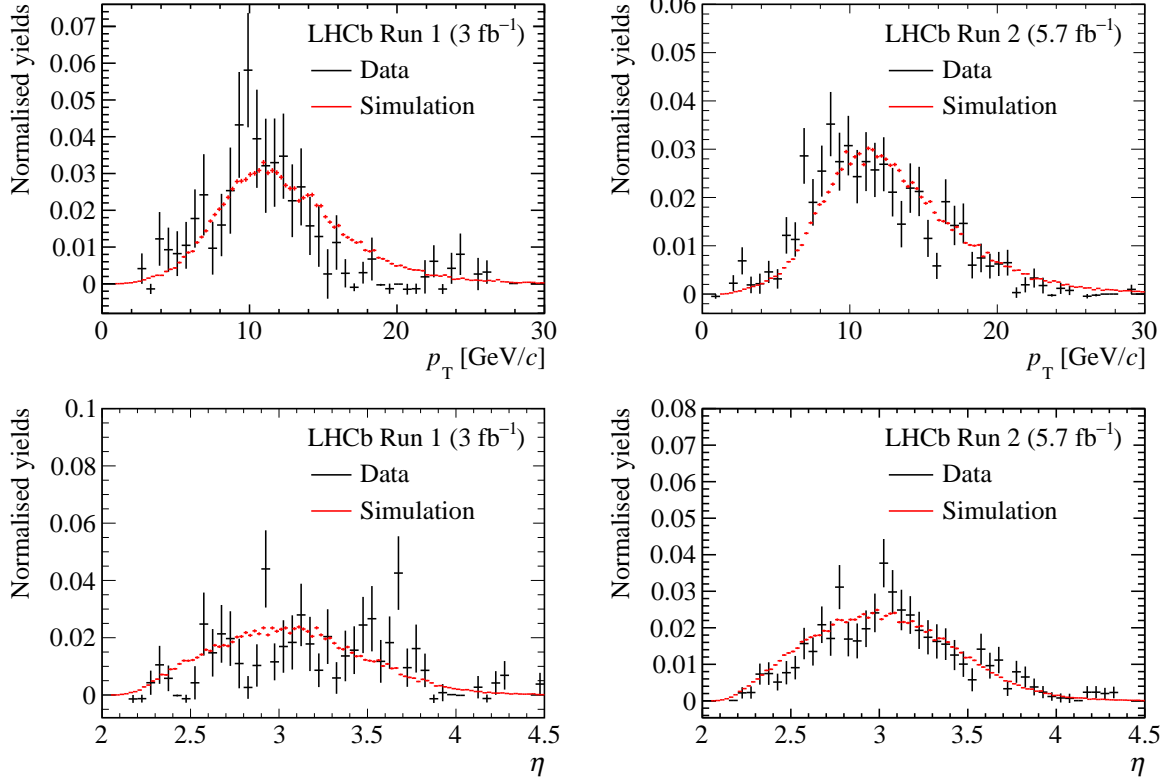 0.07
0.06
0.05
0.04
0.03
0.02
0.01
0
Normalised yields
LHCb Run 1 (3 fb⁻¹)
Data
Simulation
0 10 20 30
p_T [GeV/c]
0.06
0.05
0.04
0.03
0.02
0.01
0
Normalised yields
LHCb Run 2 (5.7 fb⁻¹)
Data
Simulation
0 10 20 30
p_T [GeV/c]
0.1
0.08
0.06
0.04
0.02
0
Normalised yields
LHCb Run 1 (3 fb⁻¹)
Data
Simulation
2 2.5 3 3.5 4 4.5
η
0.08
0.07
0.06
0.05
0.04
0.03
0.02
0.01
0
Normalised yields
LHCb Run 2 (5.7 fb⁻¹)
Data
Simulation
2 2.5 3 3.5 4 4.5
η